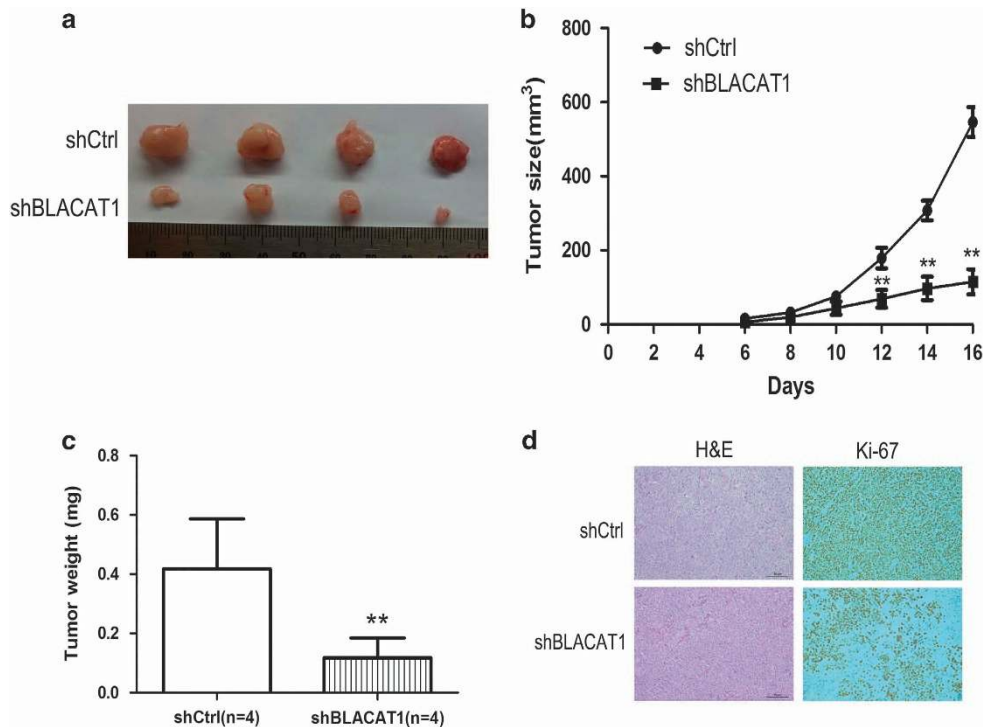 a
shCtrl
shBLACAT1
b
Tumor size(mm³)
800
600
400
200
0
shCtrl
shBLACAT1
**
**
**
0 2 4 6 8 10 12 14 16
Days
c
Tumor weight (mg)
0.8
0.6
0.4
0.2
0.0
**
shCtrl(n=4) shBLACAT1(n=4)
d
H&E Ki-67
shCtrl
shBLACAT1